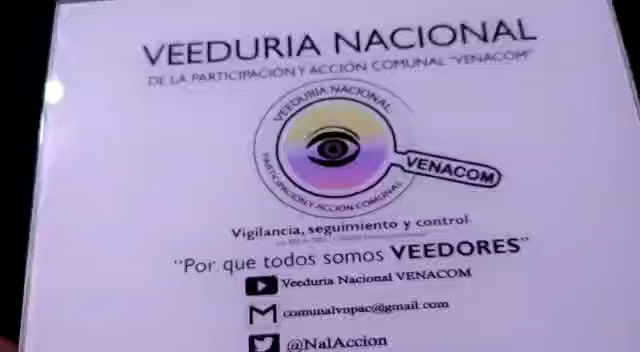 VEEDURIA NACIONAL
DE LA PARTICIPACIÓN Y ACCIÓN COMUNAL "VENACOM"
VEEDURIA NACIONAL
VENACOM
PARTICIPACIÓN Y ACCIÓN COMUNAL
Vigilancia, seguimiento y control
"Por que todos somos VEEDORES"
Veeduria Nacional VENACOM
comunalvnpac@gmail.com
@NalAccion